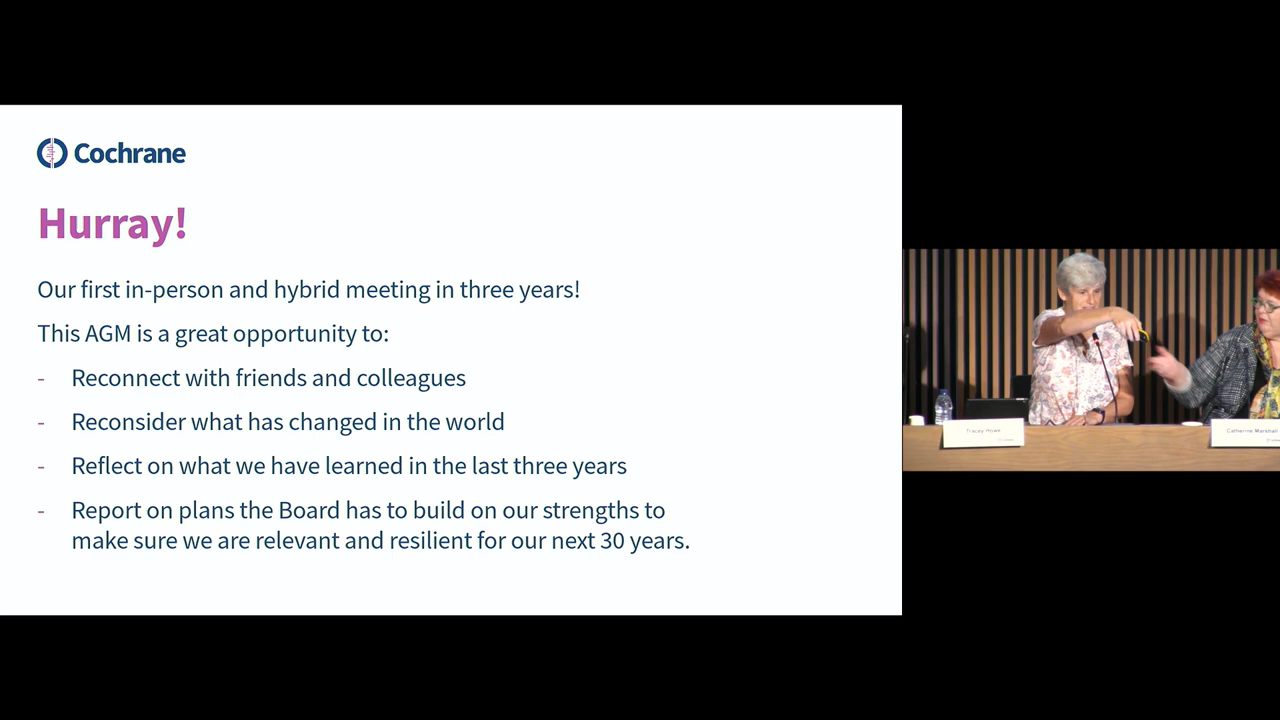 Cochrane
Hurray!
Our first in-person and hybrid meeting in three years!
This AGM is a great opportunity to:
- Reconnect with friends and colleagues
- Reconsider what has changed in the world
- Reflect on what we have learned in the last three years
- Report on plans the Board has to build on our strengths to
make sure we are relevant and resilient for our next 30 years.
Tracey Howe
Catherine Marshall